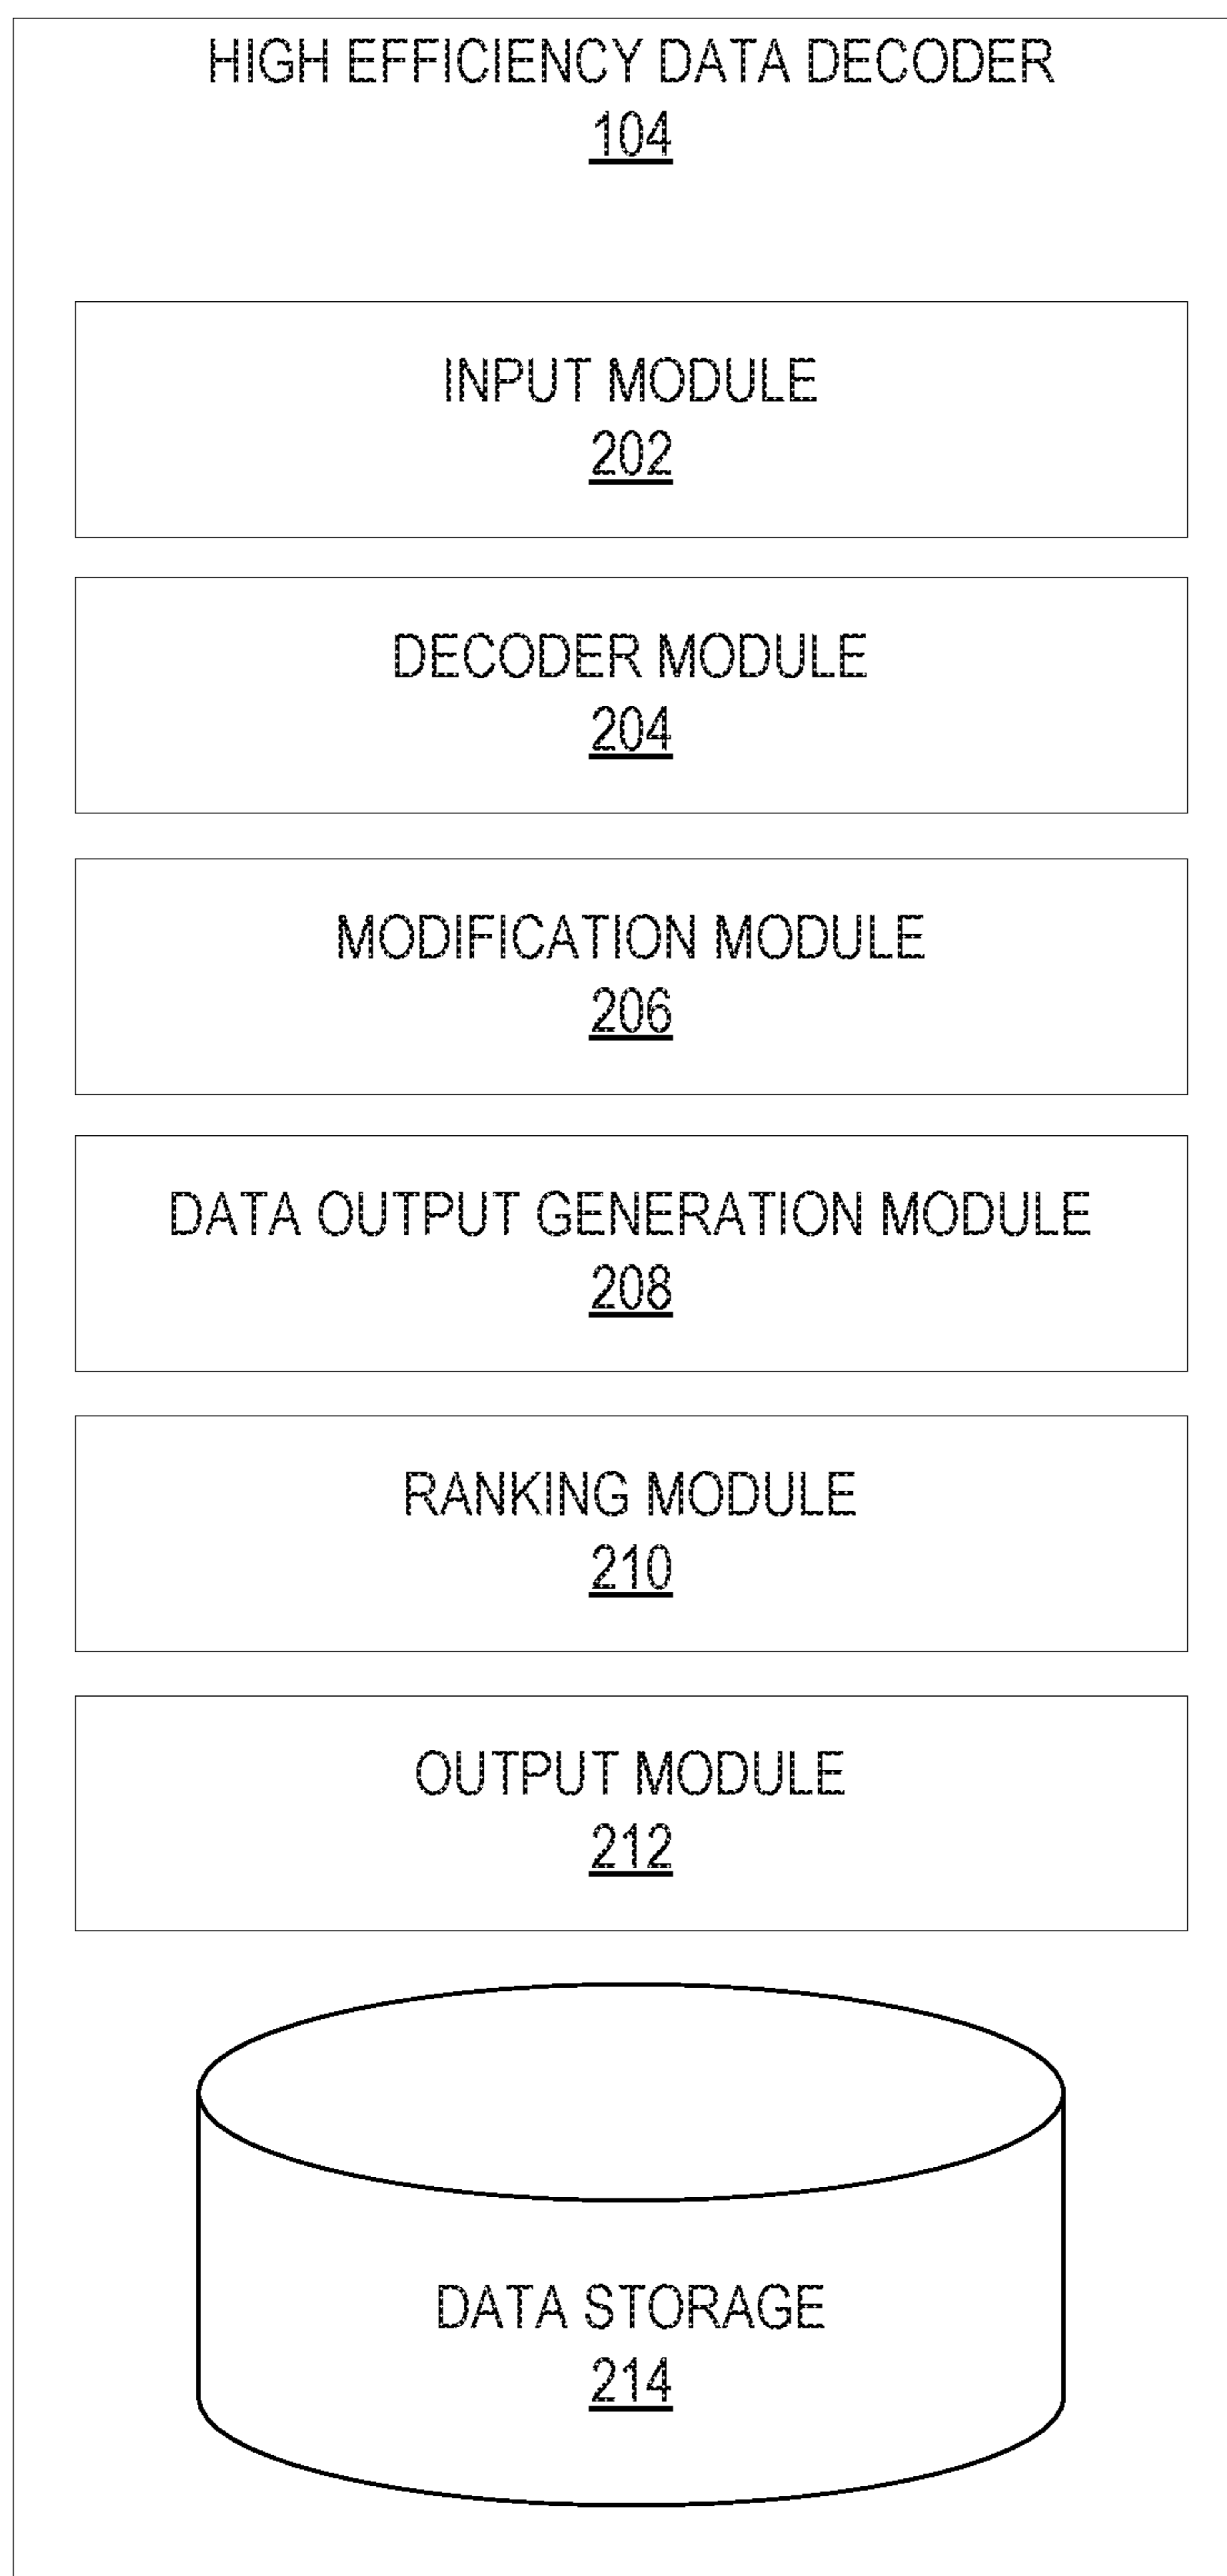 HIGH EFFICIENCY DATA DECODER
104
INPUT MODULE
202
DECODER MODULE
204
MODIFICATION MODULE
206
DATA OUTPUT GENERATION MODULE
208
RANKING MODULE
210
OUTPUT MODULE
212
DATA STORAGE
214